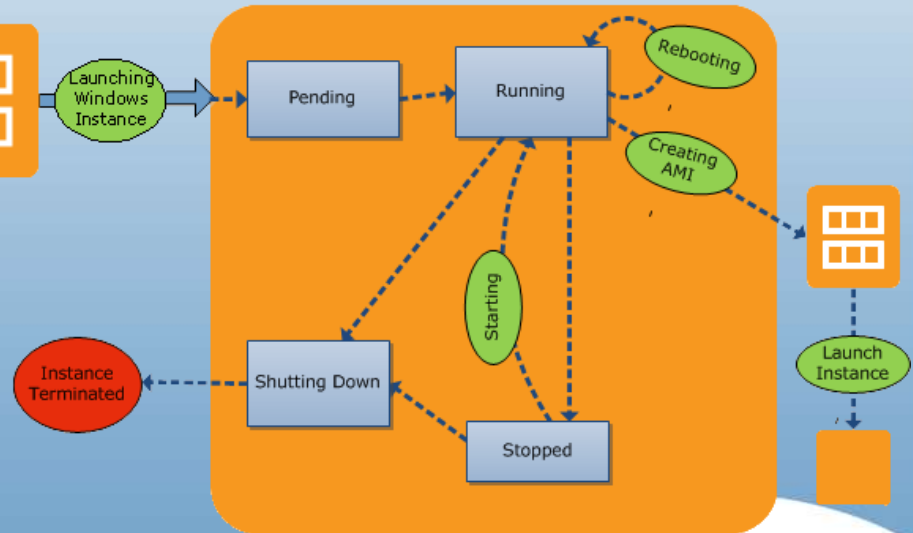 Launching
Windows
Instance
Pending
Running
Rebooting
Creating
AMI
Starting
Shutting Down
Instance
Terminated
Stopped
Launch
Instance